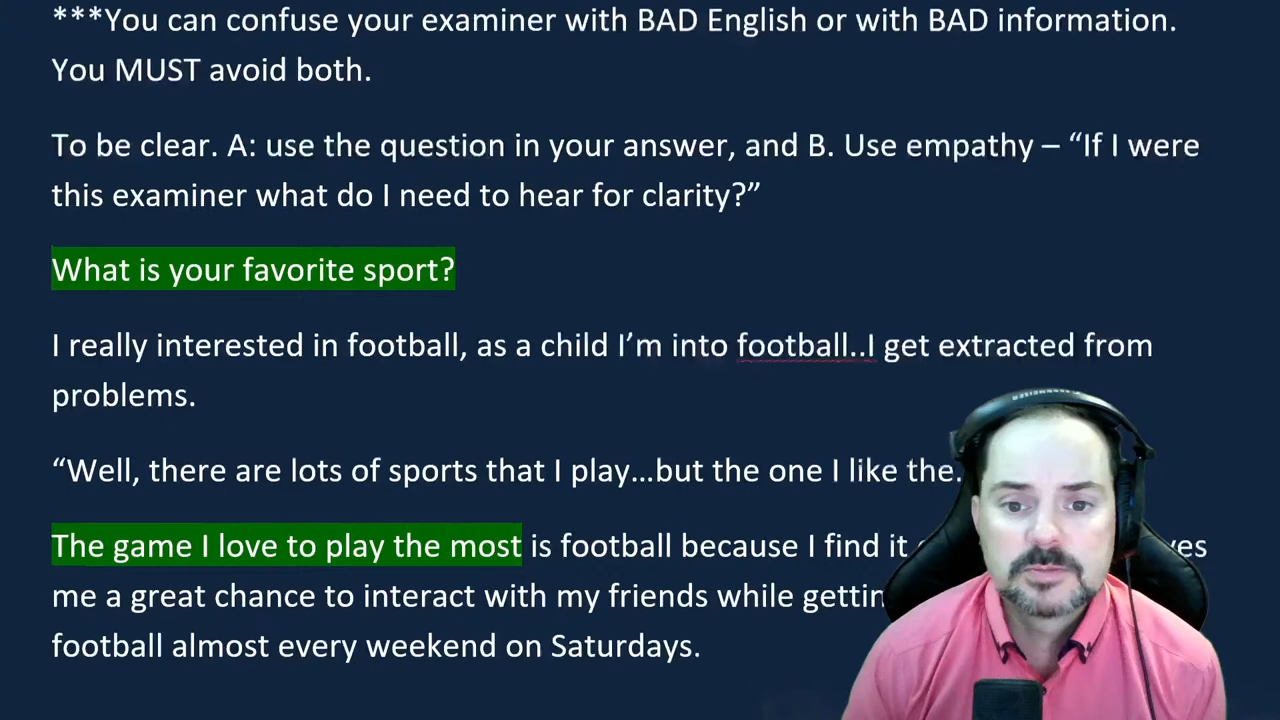 ***You can confuse your examiner with BAD English or with BAD information.
You MUST avoid both.
To be clear. A: use the question in your answer, and B. Use empathy – “If I were
this examiner what do I need to hear for clarity?”
What is your favorite sport?
I really interested in football, as a child I’m into football..I get extracted from
problems.
“Well, there are lots of sports that I play…but the one I like the.
The game I love to play the most is football because I find it
me a great chance to interact with my friends while
football almost every weekend on Saturdays.